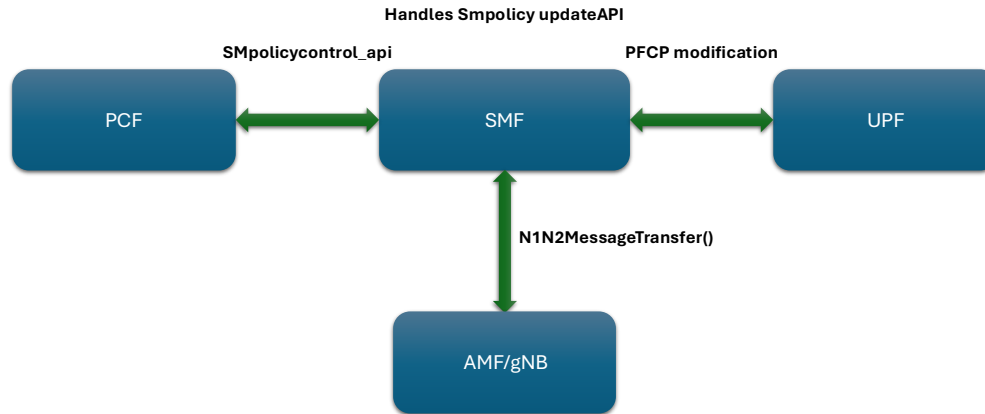 Handles Smpolicy updateAPI
SMpolicycontrol_api
PFCP modification
PCF
SMF
UPF
N1N2MessageTransfer()
AMF/gNB